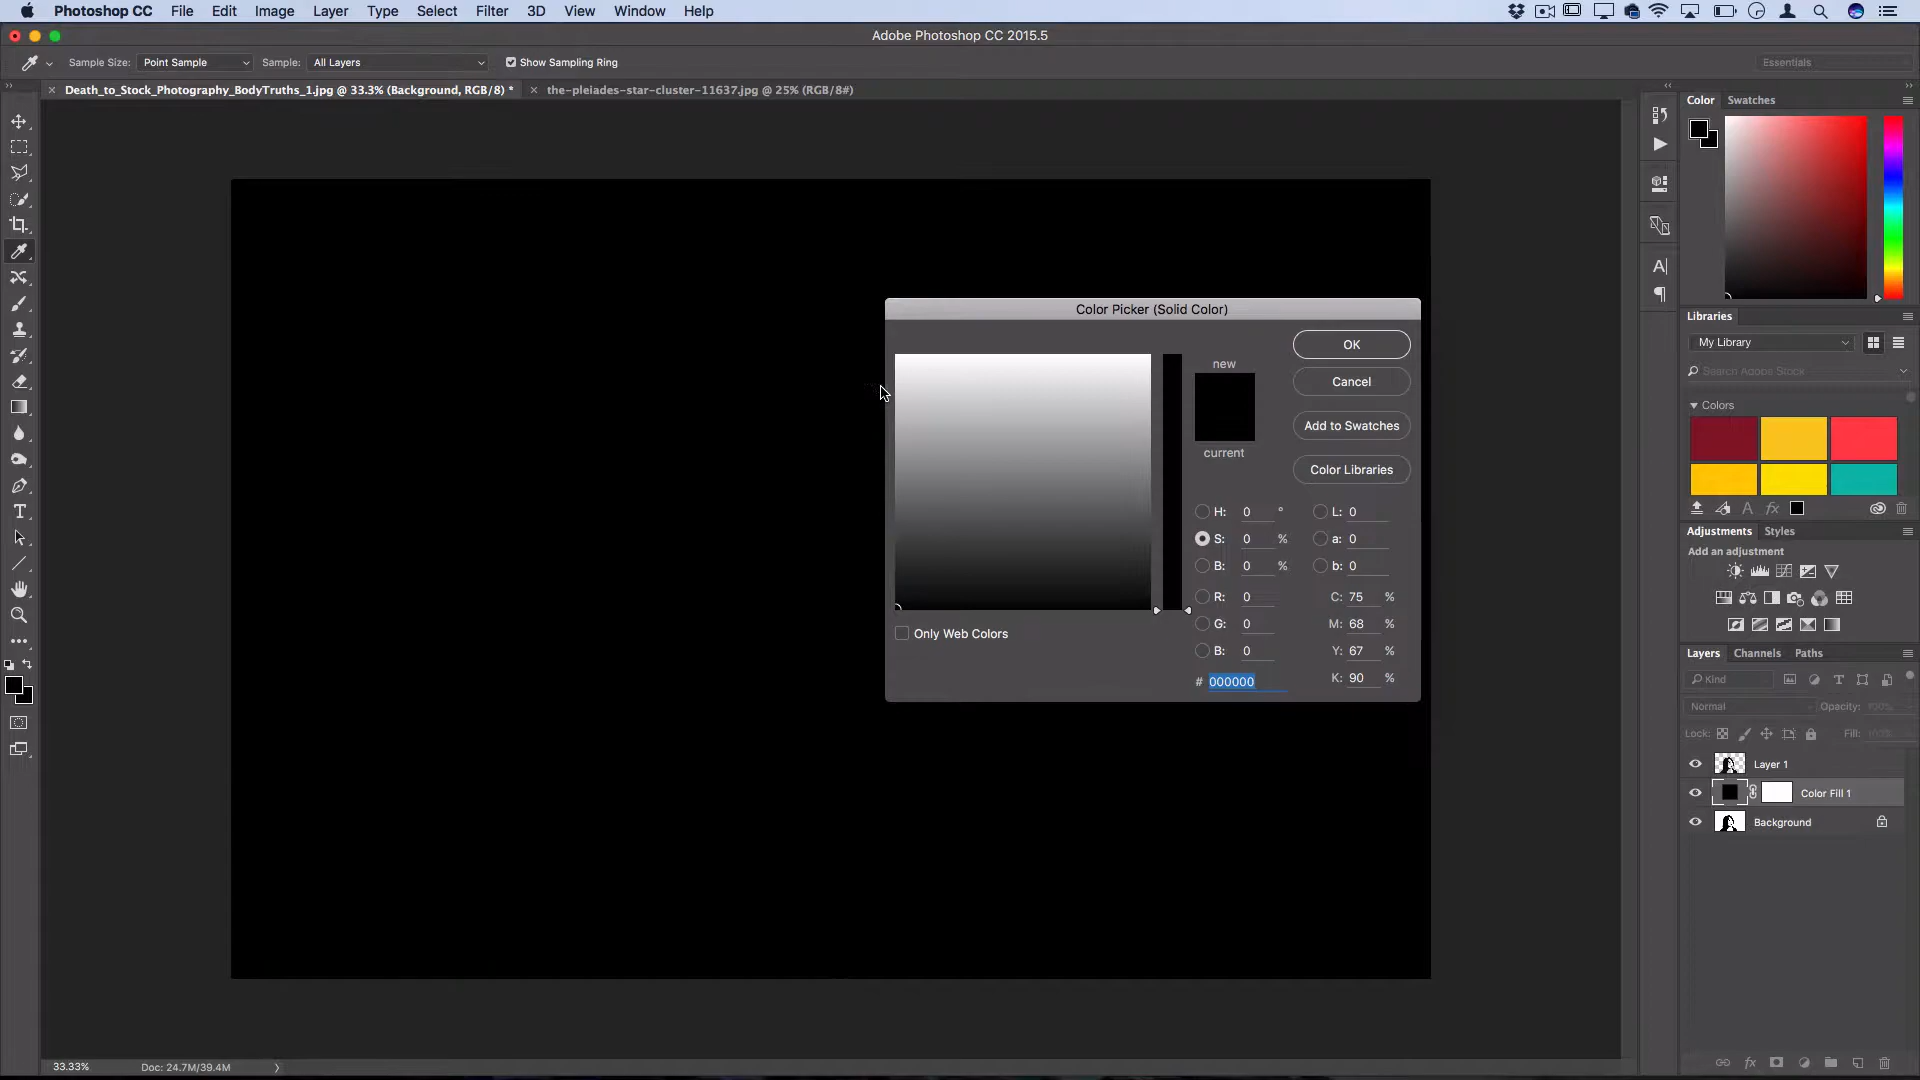 Photoshop CC File Edit Image Layer Type Select Filter 3D View Window Help
Adobe Photoshop CC 2015.5
Sample Size: Point Sample Sample: All Layers Show Sampling Ring Essentials
Death_to_Stock_Photography_BodyTruths_1.jpg @ 33.3% (Background, RGB/8) * the-pleiades-star-cluster-11637.jpg @ 25% (RGB/8#)
Color Swatches
Color Picker (Solid Color)
new
current
OK
Cancel
Add to Swatches
Color Libraries
H: 0 ° L: 0
S: 0 % a: 0
B: 0 % b: 0
R: 0 C: 75 %
G: 0 M: 68 %
B: 0 Y: 67 %
# 000000 K: 90 %
Only Web Colors
Libraries
My Library
Search Adobe Stock
Colors
Adjustments Styles
Add an adjustment
Layers Channels Paths
Kind
Normal Opacity: 100%
Lock: Fill: 100%
Layer 1
Color Fill 1
Background
33.33% Doc: 24.7M/39.4M